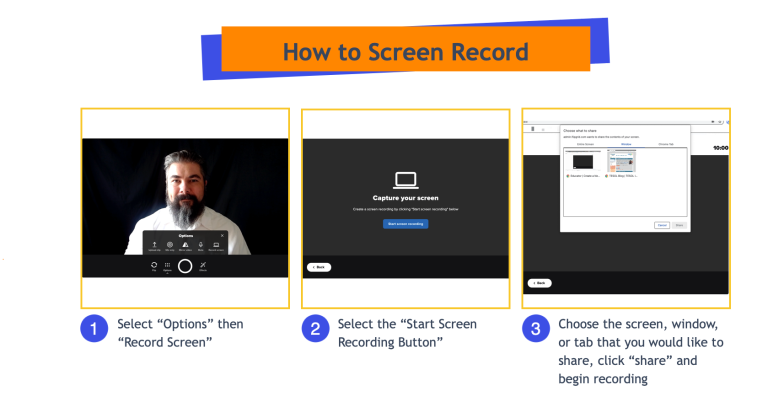 How to Screen Record
Options
Capture your screen
Create a screen recording by clicking "Start screen recording" below
Start screen recording
< Back
Choose what to share
Entire Screen Window Chrome Tab
10:00
Cancel Share
< Back
1 Select “Options” then
“Record Screen”
2 Select the “Start Screen
Recording Button”
3 Choose the screen, window,
or tab that you would like to
share, click “share” and
begin recording